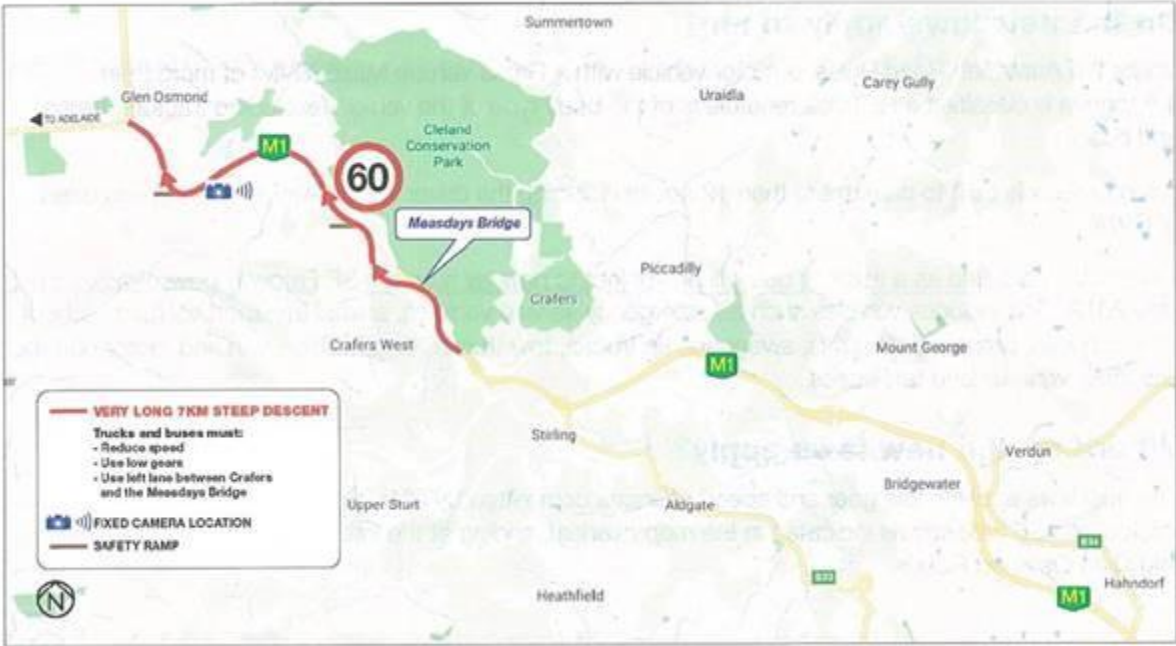 Summertown
Carey Gully
Uraidla
Glen Osmond
TO ADELAIDE
Cleland
Conservation
Park
M1
60
Measdays Bridge
Piccadilly
Crafers
Crafers West
M1
Mount George
VERY LONG 7KM STEEP DESCENT
Trucks and buses must:
- Reduce speed
- Use low gears
- Use left lane between Crafers
and the Measdays Bridge
FIXED CAMERA LOCATION
SAFETY RAMP
Stirling
Verdun
Bridgewater
Upper Sturt
Aldgate
Hahndorf
M1
Heathfield
N